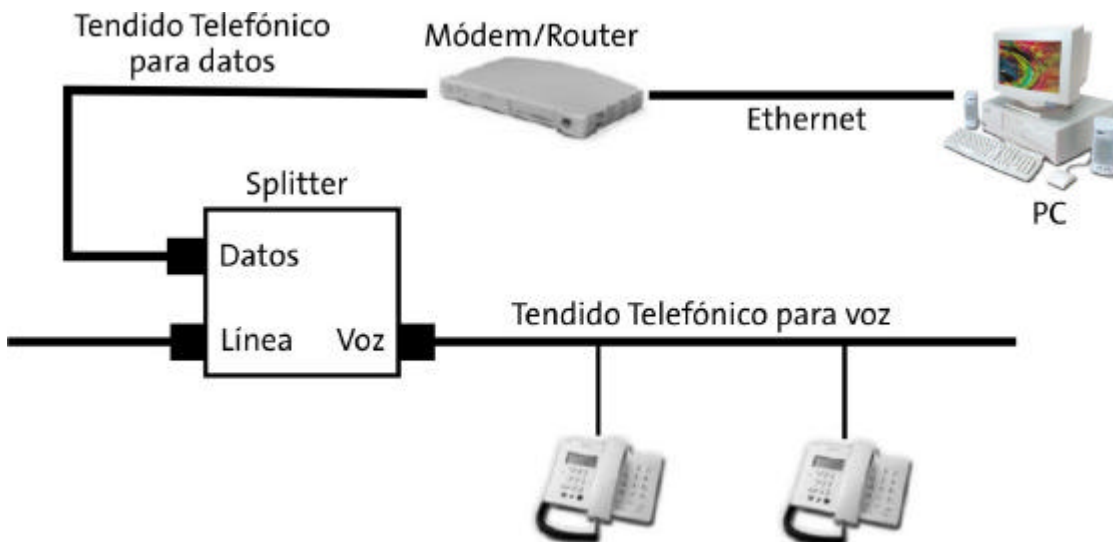 Tendido Telefónico
para datos
Módem/Router
Ethernet
PC
Splitter
Datos
Línea
Voz
Tendido Telefónico para voz